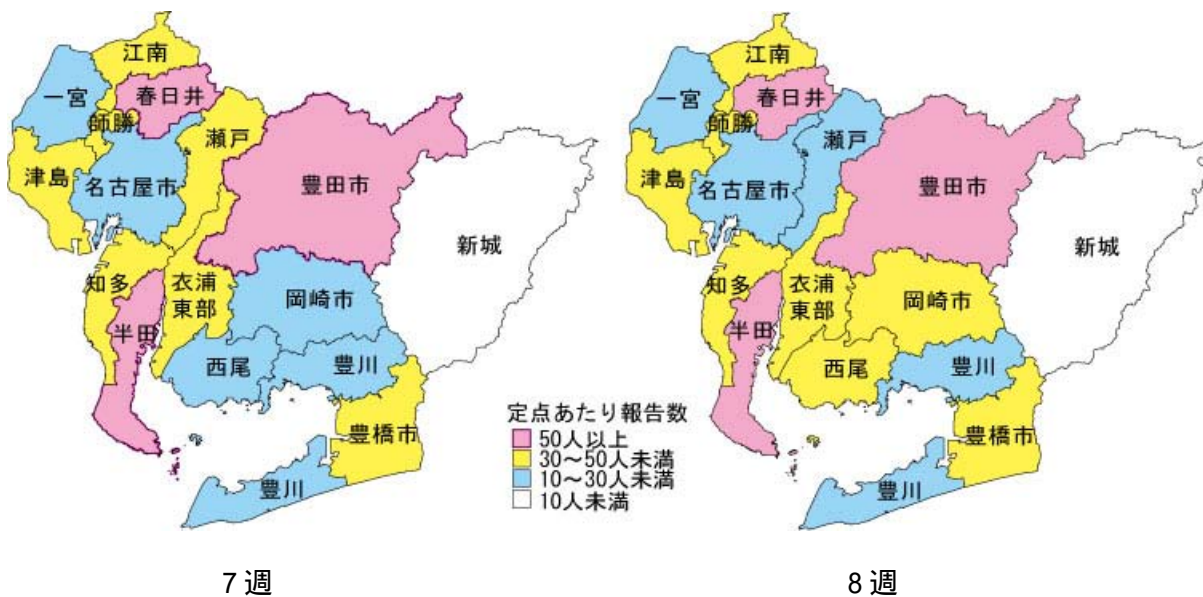 江南
一宮
春日井
師勝
瀬戸
津島
名古屋市
豊田市
新城
知多
衣浦
東部
岡崎市
半田
西尾
豊川
豊橋市
豊川
定点あたり報告数
50人以上
30～50人未満
10～30人未満
10人未満
7週
江南
一宮
春日井
師勝
瀬戸
津島
名古屋市
豊田市
新城
知多
衣浦
東部
岡崎市
半田
西尾
豊川
豊橋市
豊川
8週